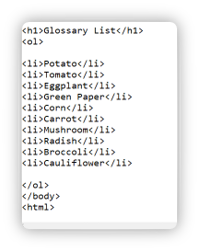 <h1>Glossary List</h1>
<ol>
<li>Potato</li>
<li>Tomato</li>
<li>Eggplant</li>
<li>Green Paper</li>
<li>Corn</li>
<li>Carrot</li>
<li>Mushroom</li>
<li>Radish</li>
<li>Broccoli</li>
<li>Cauliflower</li>
</ol>
</body>
<html>